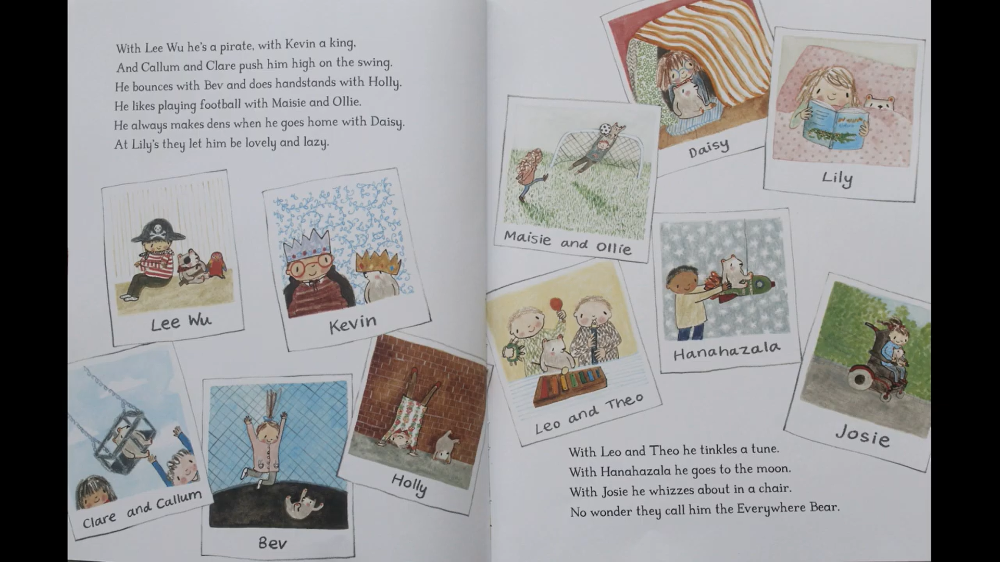 With Lee Wu he's a pirate, with Kevin a king,
And Callum and Clare push him high on the swing.
He bounces with Bev and does handstands with Holly.
He likes playing football with Maisie and Ollie.
He always makes dens when he goes home with Daisy.
At Lily's they let him be lovely and lazy.
Lee Wu
Kevin
Clare and Callum
Bev
Holly
Daisy
Lily
Maisie and Ollie
Hanahazala
Leo and Theo
Josie
With Leo and Theo he tinkles a tune.
With Hanahazala he goes to the moon.
With Josie he whizzes about in a chair.
No wonder they call him the Everywhere Bear.